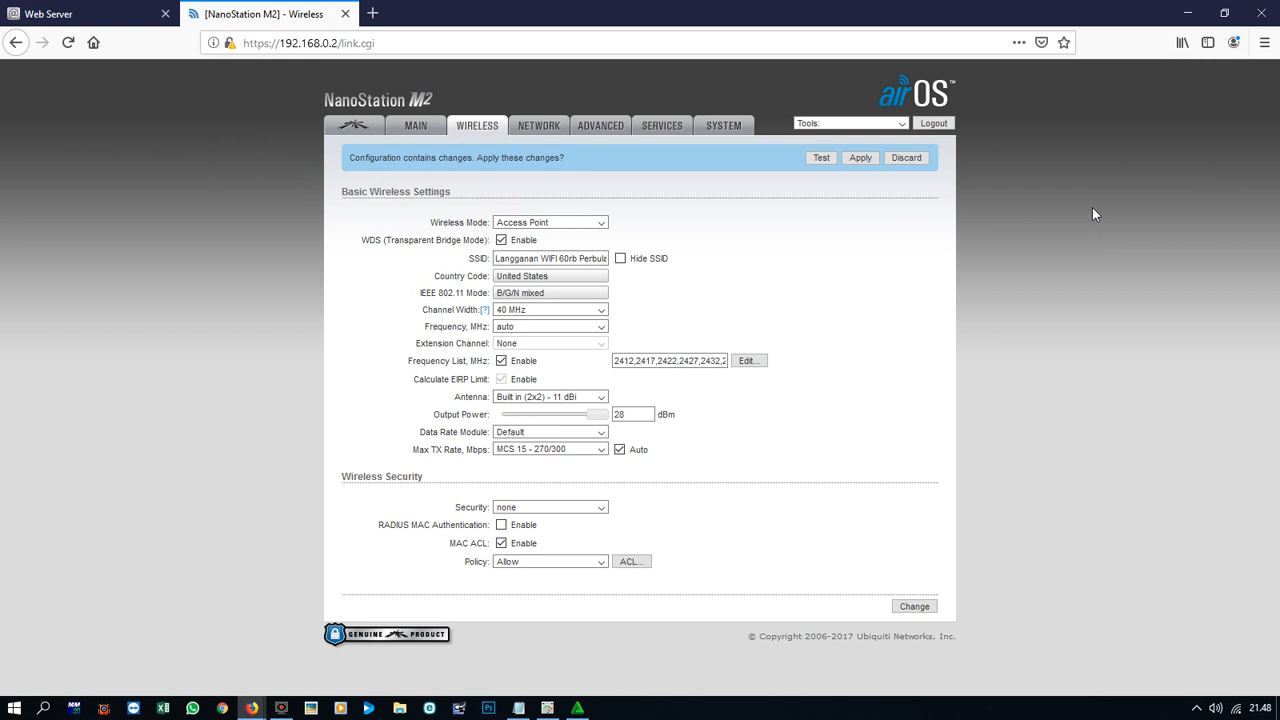 Web Server
[NanoStation M2] - Wireless
https://192.168.0.2/link.cgi
NanoStation M2
airOS™
MAIN WIRELESS NETWORK ADVANCED SERVICES SYSTEM Tools: Logout
Configuration contains changes. Apply these changes? Test Apply Discard
Basic Wireless Settings
Wireless Mode: Access Point
WDS (Transparent Bridge Mode): Enable
SSID: Langganan WIFI 60rb Perbula Hide SSID
Country Code: United States
IEEE 802.11 Mode: B/G/N mixed
Channel Width:[?] 40 MHz
Frequency, MHz: auto
Extension Channel: None
Frequency List, MHz: Enable 2412,2417,2422,2427,2432,2 Edit...
Calculate EIRP Limit: Enable
Antenna: Built in (2x2) - 11 dBi
Output Power: 28 dBm
Data Rate Module: Default
Max TX Rate, Mbps: MCS 15 - 270/300 Auto
Wireless Security
Security: none
RADIUS MAC Authentication: Enable
MAC ACL: Enable
Policy: Allow ACL...
Change
GENUINE PRODUCT © Copyright 2006-2017 Ubiquiti Networks, Inc.
21.48